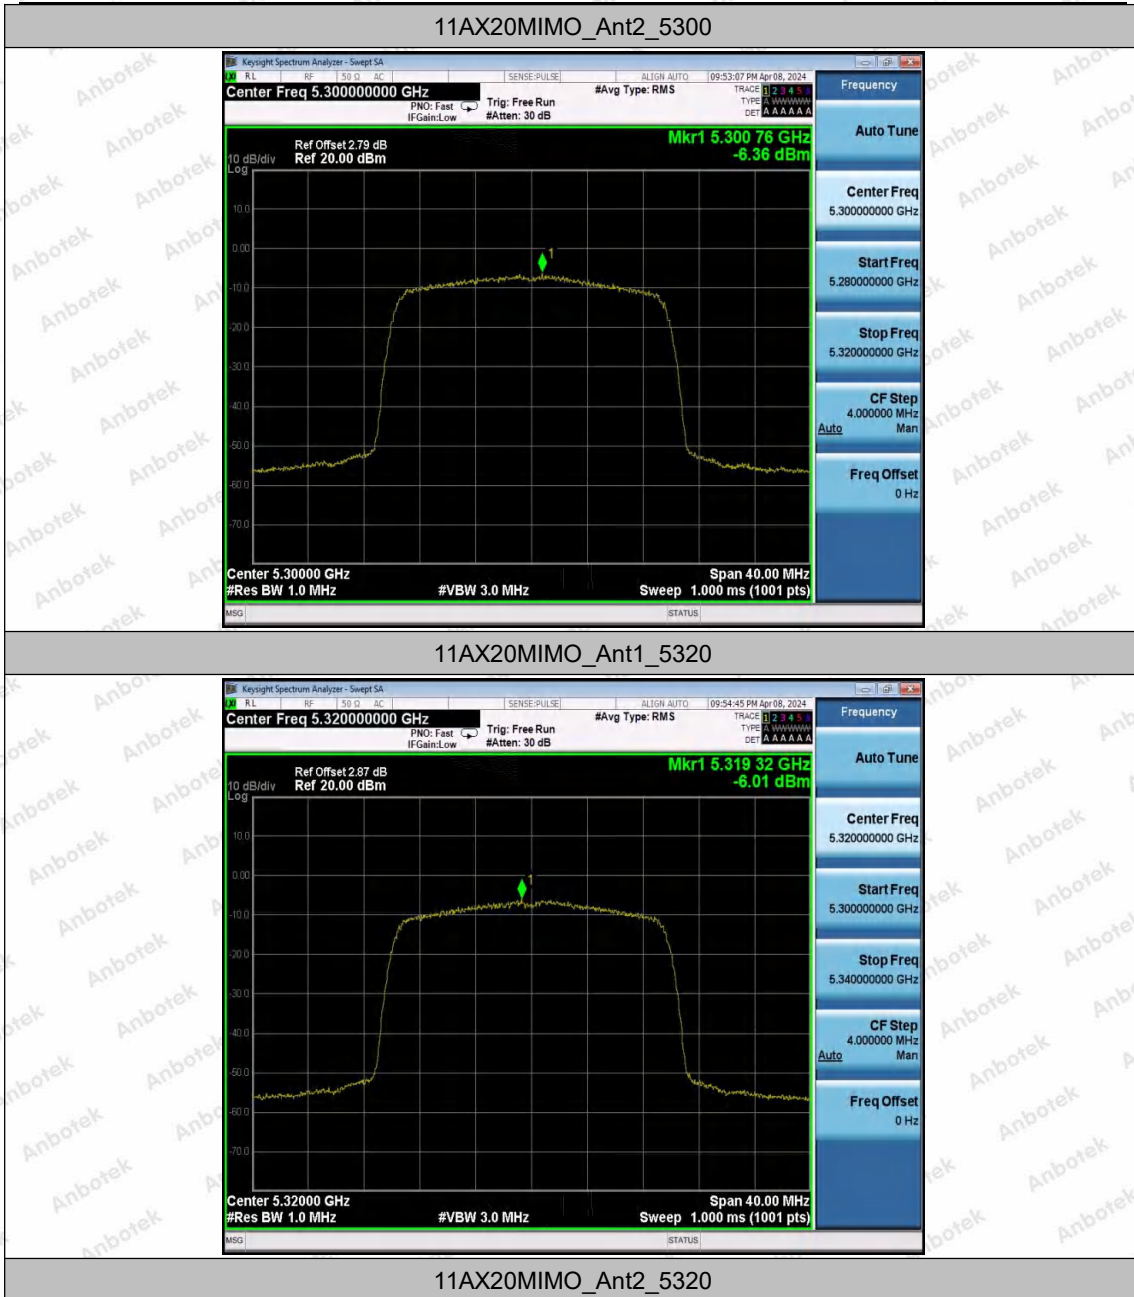 11AX20MIMO_Ant2_5300
Keysight Spectrum Analyzer - Swept SA
RL RF 50 Ω AC SENSE:PULSE ALIGN AUTO 09:53:07 PM Apr 08, 2024
Center Freq 5.300000000 GHz
PNO: Fast
IFGain:Low
Trig: Free Run
#Atten: 30 dB
#Avg Type: RMS
TRACE 1 2 3 4 5 6
TYPE A WWWWW
DET A A A A A A
Frequency
Mkr1 5.300 76 GHz
-6.36 dBm
Ref Offset 2.79 dB
10 dB/div Ref 20.00 dBm
Log
10.0
0.00
-10.0
-20.0
-30.0
-40.0
-50.0
-60.0
-70.0
1
Center 5.30000 GHz Span 40.00 MHz
#Res BW 1.0 MHz #VBW 3.0 MHz Sweep 1.000 ms (1001 pts)
Auto Tune
Center Freq
5.300000000 GHz
Start Freq
5.280000000 GHz
Stop Freq
5.320000000 GHz
CF Step
4.000000 MHz
Auto Man
Freq Offset
0 Hz
MSG STATUS
11AX20MIMO_Ant1_5320
Keysight Spectrum Analyzer - Swept SA
RL RF 50 Ω AC SENSE:PULSE ALIGN AUTO 09:54:45 PM Apr 08, 2024
Center Freq 5.320000000 GHz
PNO: Fast
IFGain:Low
Trig: Free Run
#Atten: 30 dB
#Avg Type: RMS
TRACE 1 2 3 4 5 6
TYPE A WWWWW
DET A A A A A A
Frequency
Mkr1 5.319 32 GHz
-6.01 dBm
Ref Offset 2.87 dB
10 dB/div Ref 20.00 dBm
Log
10.0
0.00
-10.0
-20.0
-30.0
-40.0
-50.0
-60.0
-70.0
1
Center 5.32000 GHz Span 40.00 MHz
#Res BW 1.0 MHz #VBW 3.0 MHz Sweep 1.000 ms (1001 pts)
Auto Tune
Center Freq
5.320000000 GHz
Start Freq
5.300000000 GHz
Stop Freq
5.340000000 GHz
CF Step
4.000000 MHz
Auto Man
Freq Offset
0 Hz
MSG STATUS
11AX20MIMO_Ant2_5320
Anbotek